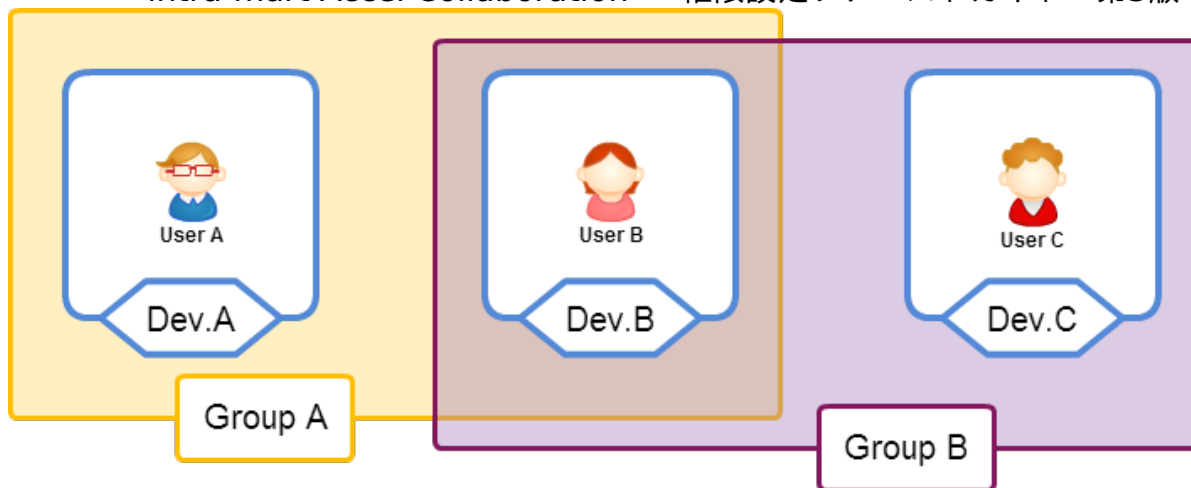 User A
User B
User C
Dev.A
Dev.B
Dev.C
Group A
Group B